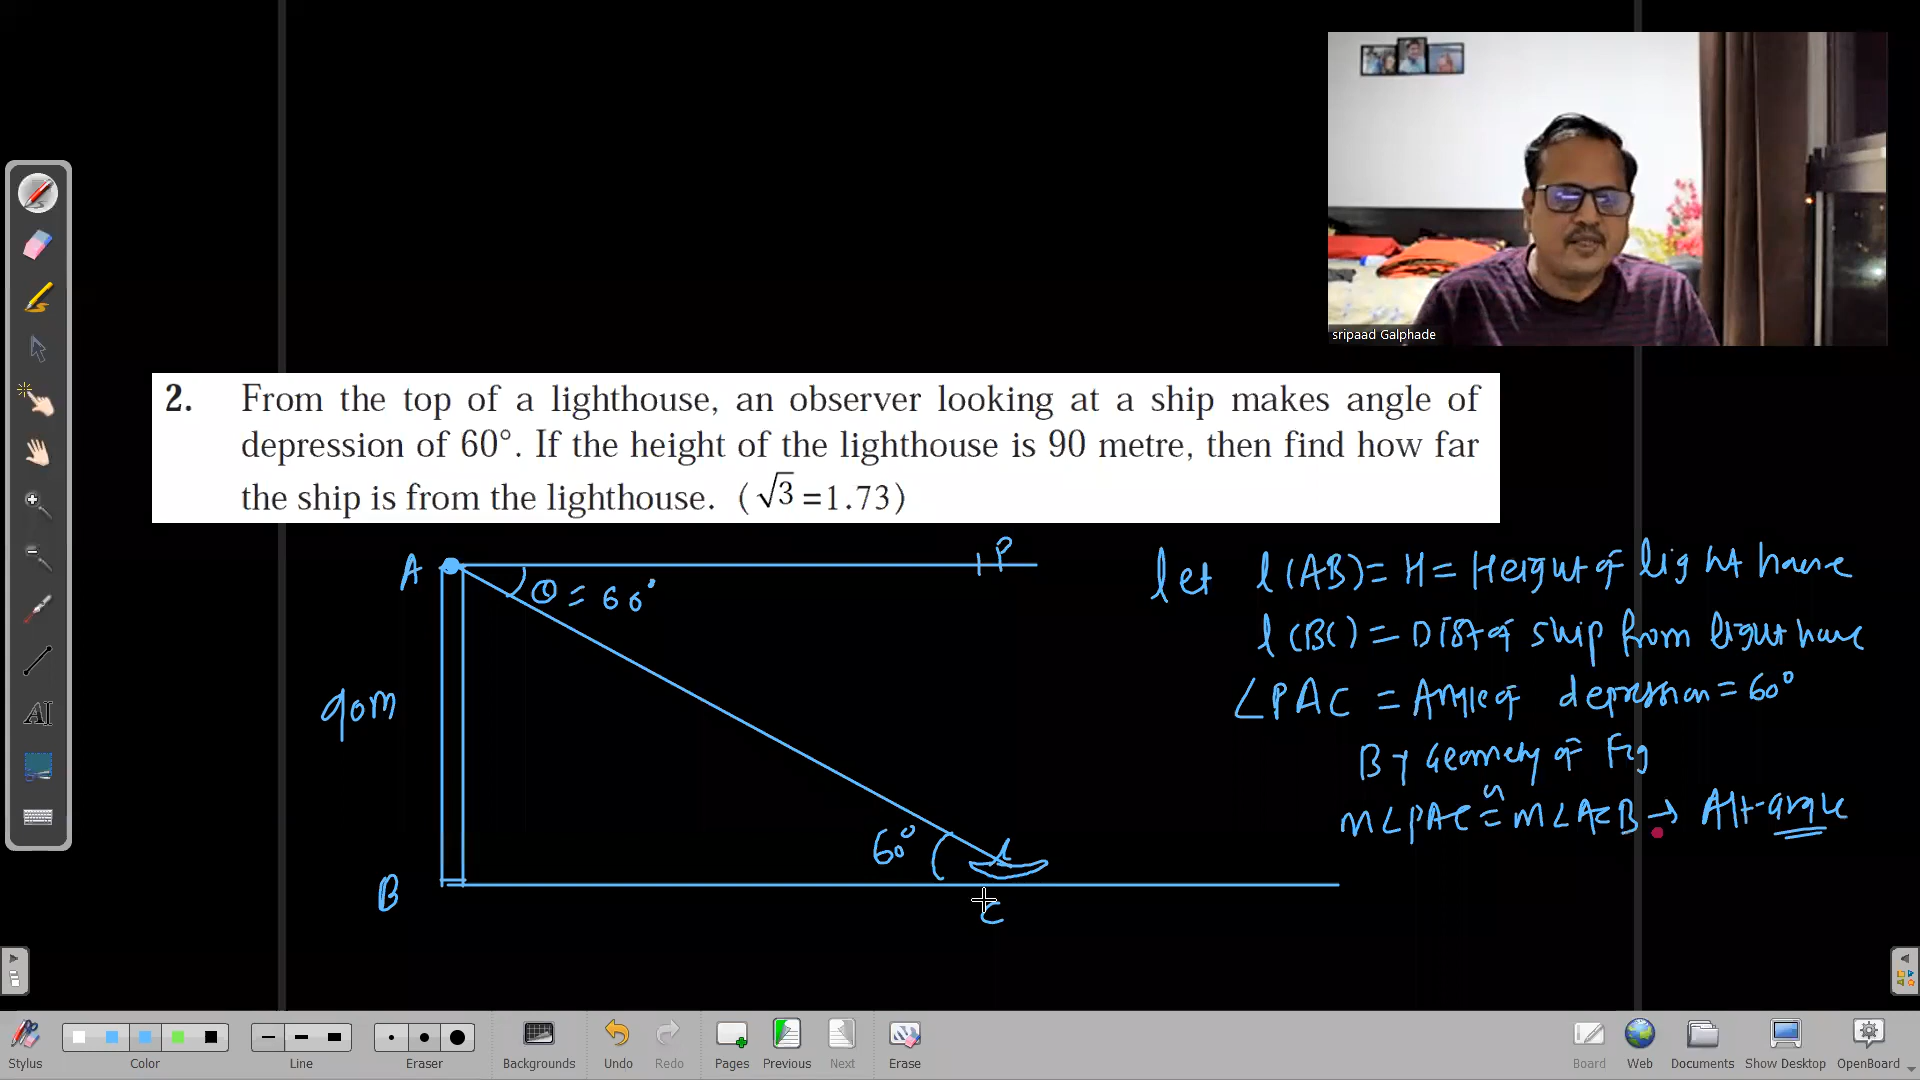 sripaad Galphade
2. From the top of a lighthouse, an observer looking at a ship makes angle of
depression of 60°. If the height of the lighthouse is 90 metre, then find how far
the ship is from the lighthouse. (√3=1.73)
A
P
θ = 60°
90m
60°
B
C
let l(AB)= H = Height of light house
l(BC) = Dist of ship from light house
∠PAC = Angle of depression = 60°
By Geometry of Fig
m∠PAC = m∠ACB → Alt-angle
AI
Stylus
Color
Line
Eraser
Backgrounds
Undo
Redo
Pages
Previous
Next
Erase
Board
Web
Documents
Show Desktop
OpenBoard